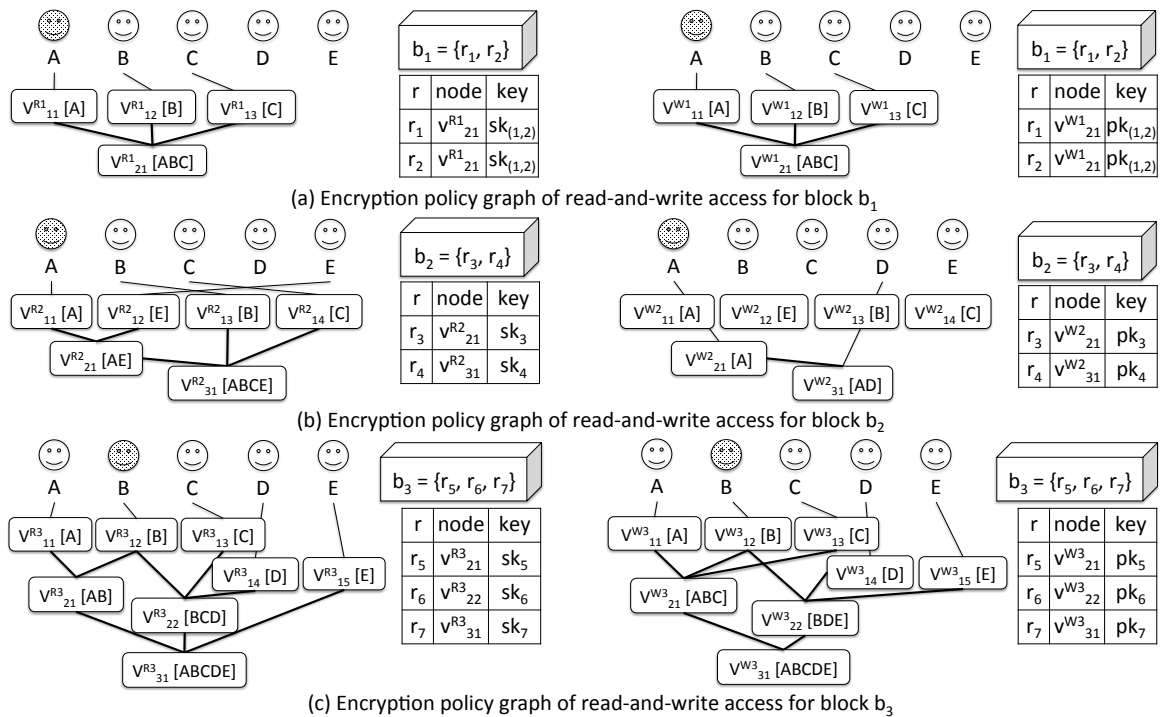 A B C D E
b1 = {r1, r2}
V^R1_11 [A] V^R1_12 [B] V^R1_13 [C]
V^R1_21 [ABC]
r node key
r1 v^R1_21 sk(1,2)
r2 v^R1_21 sk(1,2)
A B C D E
b1 = {r1, r2}
V^W1_11 [A] V^W1_12 [B] V^W1_13 [C]
V^W1_21 [ABC]
r node key
r1 v^W1_21 pk(1,2)
r2 v^W1_21 pk(1,2)
(a) Encryption policy graph of read-and-write access for block b1
A B C D E
b2 = {r3, r4}
V^R2_11 [A] V^R2_12 [E] V^R2_13 [B] V^R2_14 [C]
V^R2_21 [AE]
V^R2_31 [ABCE]
r node key
r3 v^R2_21 sk3
r4 v^R2_31 sk4
A B C D E
b2 = {r3, r4}
V^W2_11 [A] V^W2_12 [E] V^W2_13 [B] V^W2_14 [C]
V^W2_21 [A]
V^W2_31 [AD]
r node key
r3 v^W2_21 pk3
r4 v^W2_31 pk4
(b) Encryption policy graph of read-and-write access for block b2
A B C D E
b3 = {r5, r6, r7}
V^R3_11 [A] V^R3_12 [B] V^R3_13 [C]
V^R3_14 [D] V^R3_15 [E]
V^R3_21 [AB]
V^R3_22 [BCD]
V^R3_31 [ABCDE]
r node key
r5 v^R3_21 sk5
r6 v^R3_22 sk6
r7 v^R3_31 sk7
A B C D E
b3 = {r5, r6, r7}
V^W3_11 [A] V^W3_12 [B] V^W3_13 [C]
V^W3_14 [D] V^W3_15 [E]
V^W3_21 [ABC]
V^W3_22 [BDE]
V^W3_31 [ABCDE]
r node key
r5 v^W3_21 pk5
r6 v^W3_22 pk6
r7 v^W3_31 pk7
(c) Encryption policy graph of read-and-write access for block b3